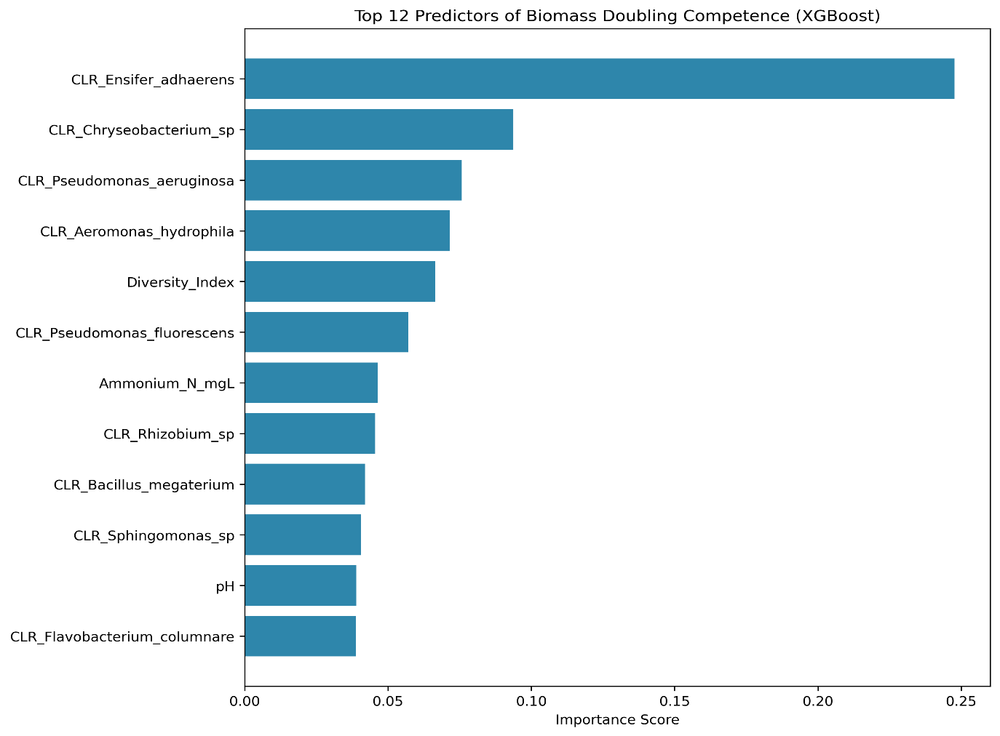 Top 12 Predictors of Biomass Doubling Competence (XGBoost)
CLR_Ensifer_adhaerens
CLR_Chryseobacterium_sp
CLR_Pseudomonas_aeruginosa
CLR_Aeromonas_hydrophila
Diversity_Index
CLR_Pseudomonas_fluorescens
Ammonium_N_mgL
CLR_Rhizobium_sp
CLR_Bacillus_megaterium
CLR_Sphingomonas_sp
pH
CLR_Flavobacterium_columnare
0.00 0.05 0.10 0.15 0.20 0.25
Importance Score